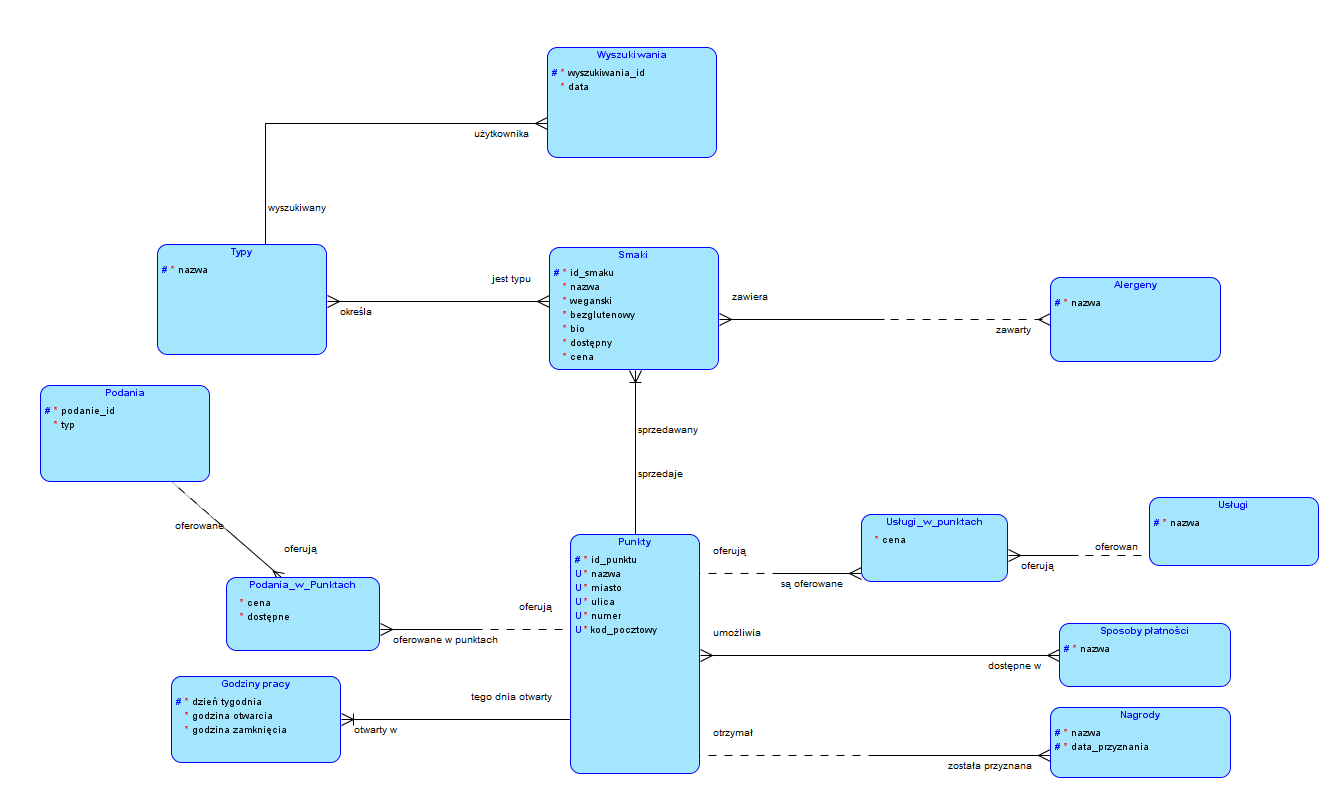 Wyszukiwania
# * wyszukiwania_id
* data
użytkownika
wyszukiwany
Typy
# * nazwa
jest typu
określa
Smaki
# * id_smaku
* nazwa
* wegański
* bezglutenowy
* bio
* dostępny
* cena
zawiera
zawarty
Alergeny
# * nazwa
Podania
# * podanie_id
* typ
oferowane
oferują
sprzedawany
sprzedaje
Podania_w_Punktach
* cena
* dostępne
oferują
oferowane w punktach
Punkty
# * id_punktu
U * nazwa
U * miasto
U * ulica
U * numer
U * kod_pocztowy
oferują
są oferowane
Usługi_w_punktach
* cena
oferowan
oferują
Usługi
# * nazwa
umożliwia
dostępne w
Sposoby płatności
# * nazwa
Godziny pracy
# * dzień tygodnia
* godzina otwarcia
* godzina zamknięcia
tego dnia otwarty
otwarty w
otrzymał
została przyznana
Nagrody
# * nazwa
# * data_przyznania